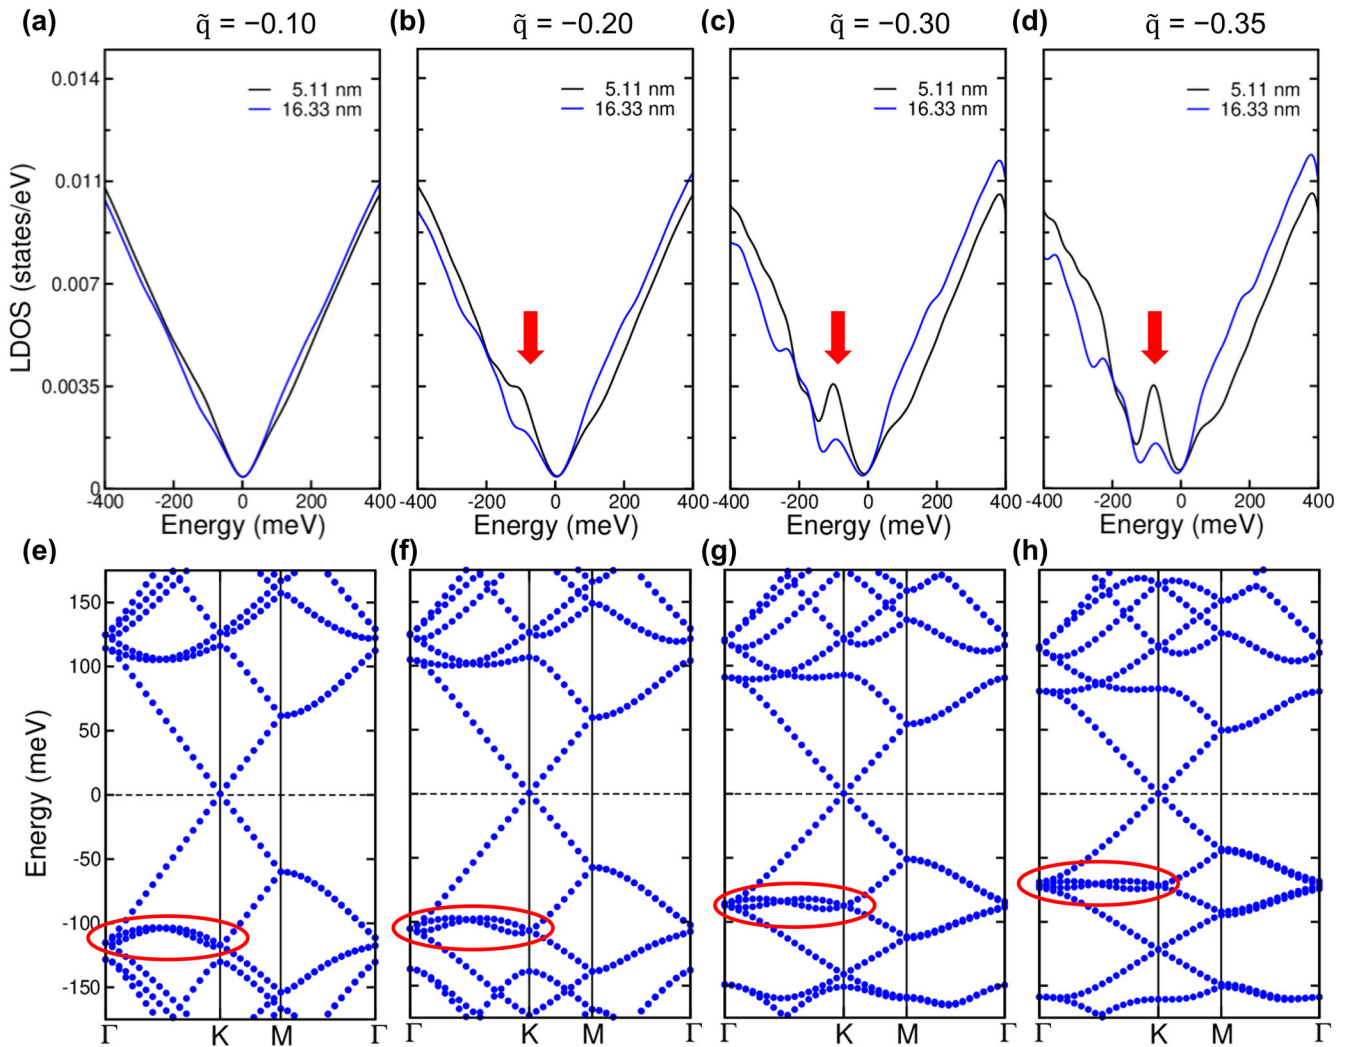 (a) q̃ = −0.10 (b) q̃ = −0.20 (c) q̃ = −0.30 (d) q̃ = −0.35
LDOS (states/eV)
0.014
0.011
0.007
0.0035
0
5.11 nm
16.33 nm
5.11 nm
16.33 nm
5.11 nm
16.33 nm
5.11 nm
16.33 nm
-400 -200 0 200 400
-400 -200 0 200 400
-400 -200 0 200 400
-400 -200 0 200 400
Energy (meV) Energy (meV) Energy (meV) Energy (meV)
(e) (f) (g) (h)
Energy (meV)
150
100
50
0
-50
-100
-150
Γ K M Γ
Γ K M Γ
Γ K M Γ
Γ K M Γ